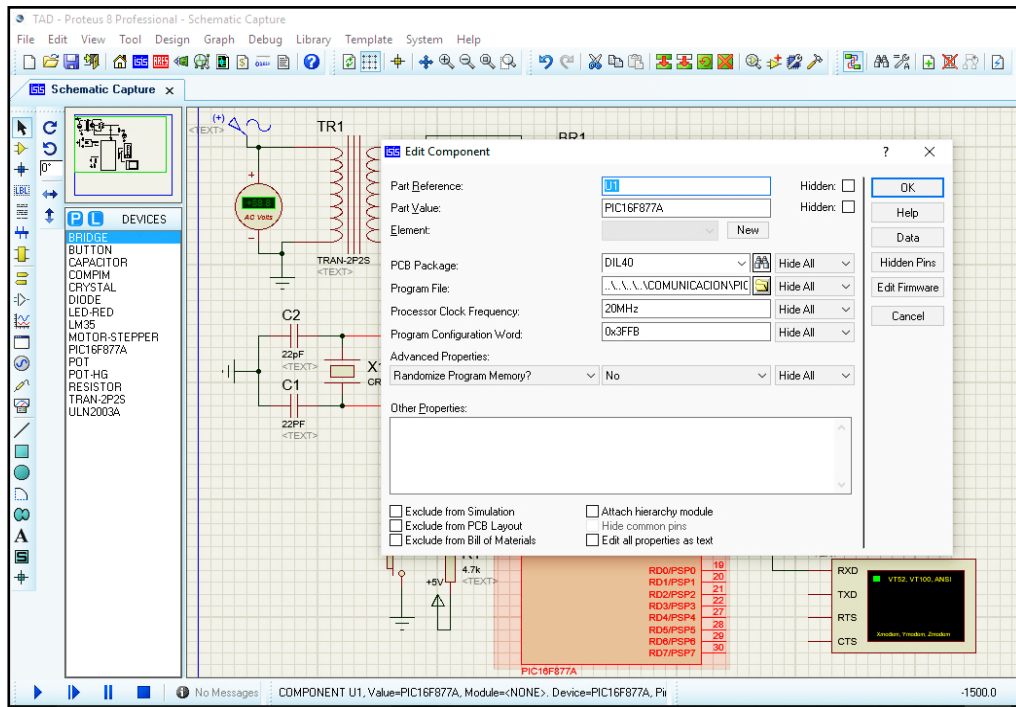 TAD - Proteus 8 Professional - Schematic Capture
File Edit View Tool Design Graph Debug Library Template System Help
Schematic Capture x
0°
LBL
P L DEVICES
BRIDGE
BUTTON
CAPACITOR
COMPIM
CRYSTAL
DIODE
LED-RED
LM35
MOTOR-STEPPER
PIC16F877A
POT
POT-HG
RESISTOR
TRAN-2P2S
ULN2003A
(+)
<TEXT>
TR1
BR1
+88.8
AC Volts
TRAN-2P2S
<TEXT>
C2
22pF
<TEXT>
C1
22PF
<TEXT>
Edit Component ? X
Part Reference: U1 Hidden:
Part Value: PIC16F877A Hidden:
Element: New
PCB Package: DIL40 Hide All
Program File: ..\..\..\..\COMUNICACION\PIC Hide All
Processor Clock Frequency: 20MHz Hide All
Program Configuration Word: 0x3FFB Hide All
Advanced Properties:
Randomize Program Memory? No Hide All
Other Properties:
Exclude from Simulation
Exclude from PCB Layout
Exclude from Bill of Materials
Attach hierarchy module
Hide common pins
Edit all properties as text
OK
Help
Data
Hidden Pins
Edit Firmware
Cancel
4.7k
+5V
<TEXT>
RD0/PSP0 19
RD1/PSP1 20
RD2/PSP2 21
RD3/PSP3 22
RD4/PSP4 27
RD5/PSP5 28
RD6/PSP6 29
RD7/PSP7 30
PIC16F877A
RXD
TXD
RTS
CTS
VT52, VT100, ANSI
Xmodem, Ymodem, Zmodem
No Messages COMPONENT U1, Value=PIC16F877A, Module=<NONE>, Device=PIC16F877A, Pi -1500.0